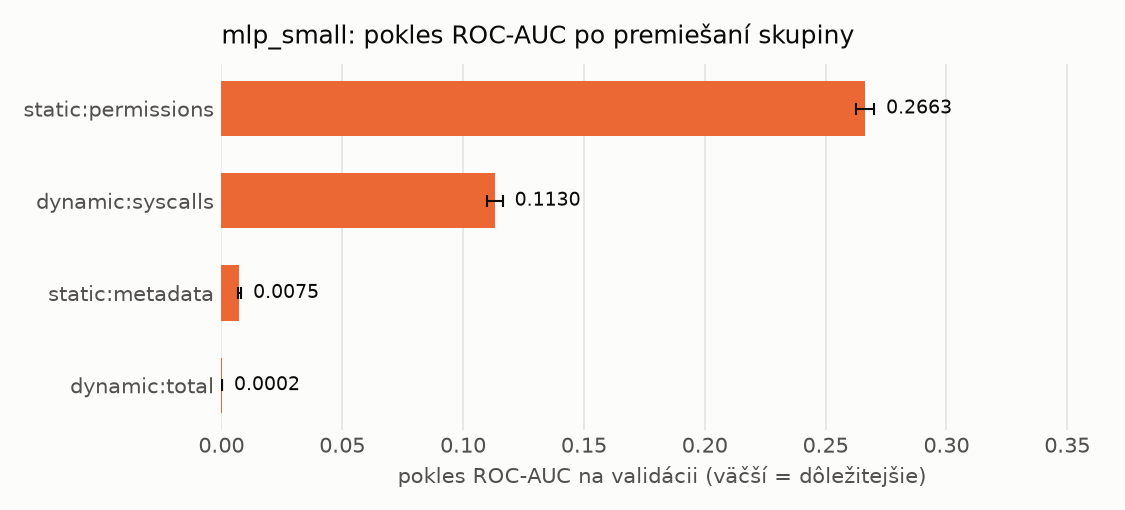 mlp_small: pokles ROC-AUC po premiešaní skupiny
static:permissions
0.2663
dynamic:syscalls
0.1130
static:metadata
0.0075
dynamic:total
0.0002
0.00 0.05 0.10 0.15 0.20 0.25 0.30 0.35
pokles ROC-AUC na validácii (väčší = dôležitejšie)